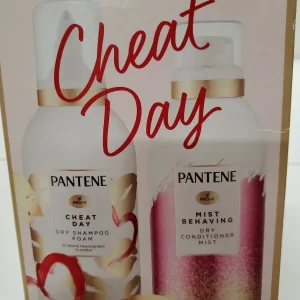 Cheat
Day
PANTENE
PRO-V
CHEAT
DAY
DRY SHAMPOO
FOAM
PANTENE
PRO-V
MIST
BEHAVING
DRY
CONDITIONER
MIST